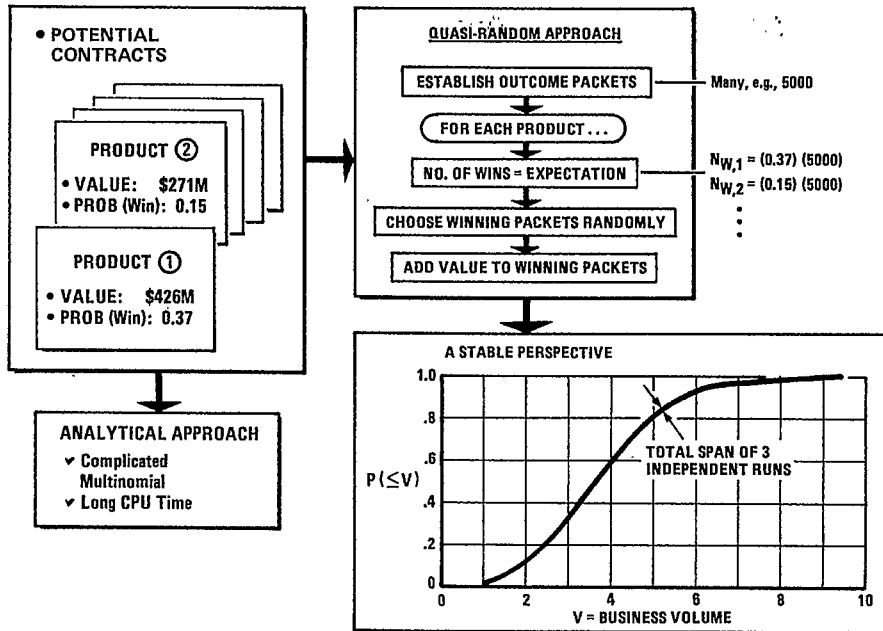 • POTENTIAL
CONTRACTS
PRODUCT ②
• VALUE: $271M
• PROB (Win): 0.15
PRODUCT ①
• VALUE: $426M
• PROB (Win): 0.37
ANALYTICAL APPROACH
✓ Complicated
Multinomial
✓ Long CPU Time
QUASI-RANDOM APPROACH
ESTABLISH OUTCOME PACKETS
Many, e.g., 5000
FOR EACH PRODUCT . . .
NO. OF WINS = EXPECTATION
N_W,1 = (0.37) (5000)
N_W,2 = (0.15) (5000)
CHOOSE WINNING PACKETS RANDOMLY
ADD VALUE TO WINNING PACKETS
A STABLE PERSPECTIVE
1.0
.8
.6
.4
.2
0
P (≤V)
TOTAL SPAN OF 3
INDEPENDENT RUNS
0 2 4 6 8 10
V = BUSINESS VOLUME